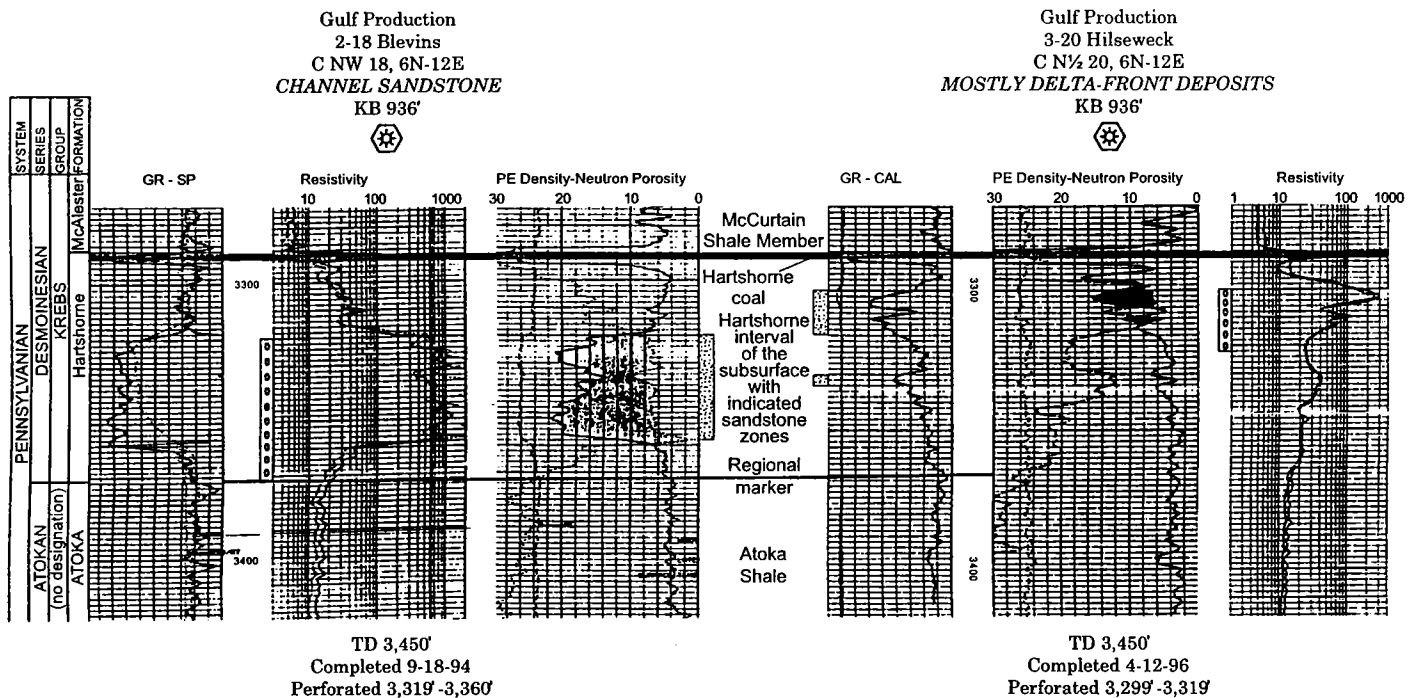 Gulf Production
2-18 Blevins
C NW 18, 6N-12E
CHANNEL SANDSTONE
KB 936'
Gulf Production
3-20 Hilseweck
C N½ 20, 6N-12E
MOSTLY DELTA-FRONT DEPOSITS
KB 936'
SYSTEM
SERIES
GROUP
FORMATION
PENNSYLVANIAN
DESMOINESIAN
KREBS
McAlester
Hartshorne
ATOKAN
(no designation)
ATOKA
GR - SP
Resistivity
10 100 1000
PE Density-Neutron Porosity
30 20 10 0
GR - CAL
PE Density-Neutron Porosity
30 20 10 0
Resistivity
1 10 100 1000
3300
3400
McCurtain
Shale Member
Hartshorne
coal
Hartshorne
interval
of the
subsurface
with
indicated
sandstone
zones
Regional
marker
Atoka
Shale
3300
3400
TD 3,450'
Completed 9-18-94
Perforated 3,319'-3,360'
TD 3,450'
Completed 4-12-96
Perforated 3,299'-3,319'